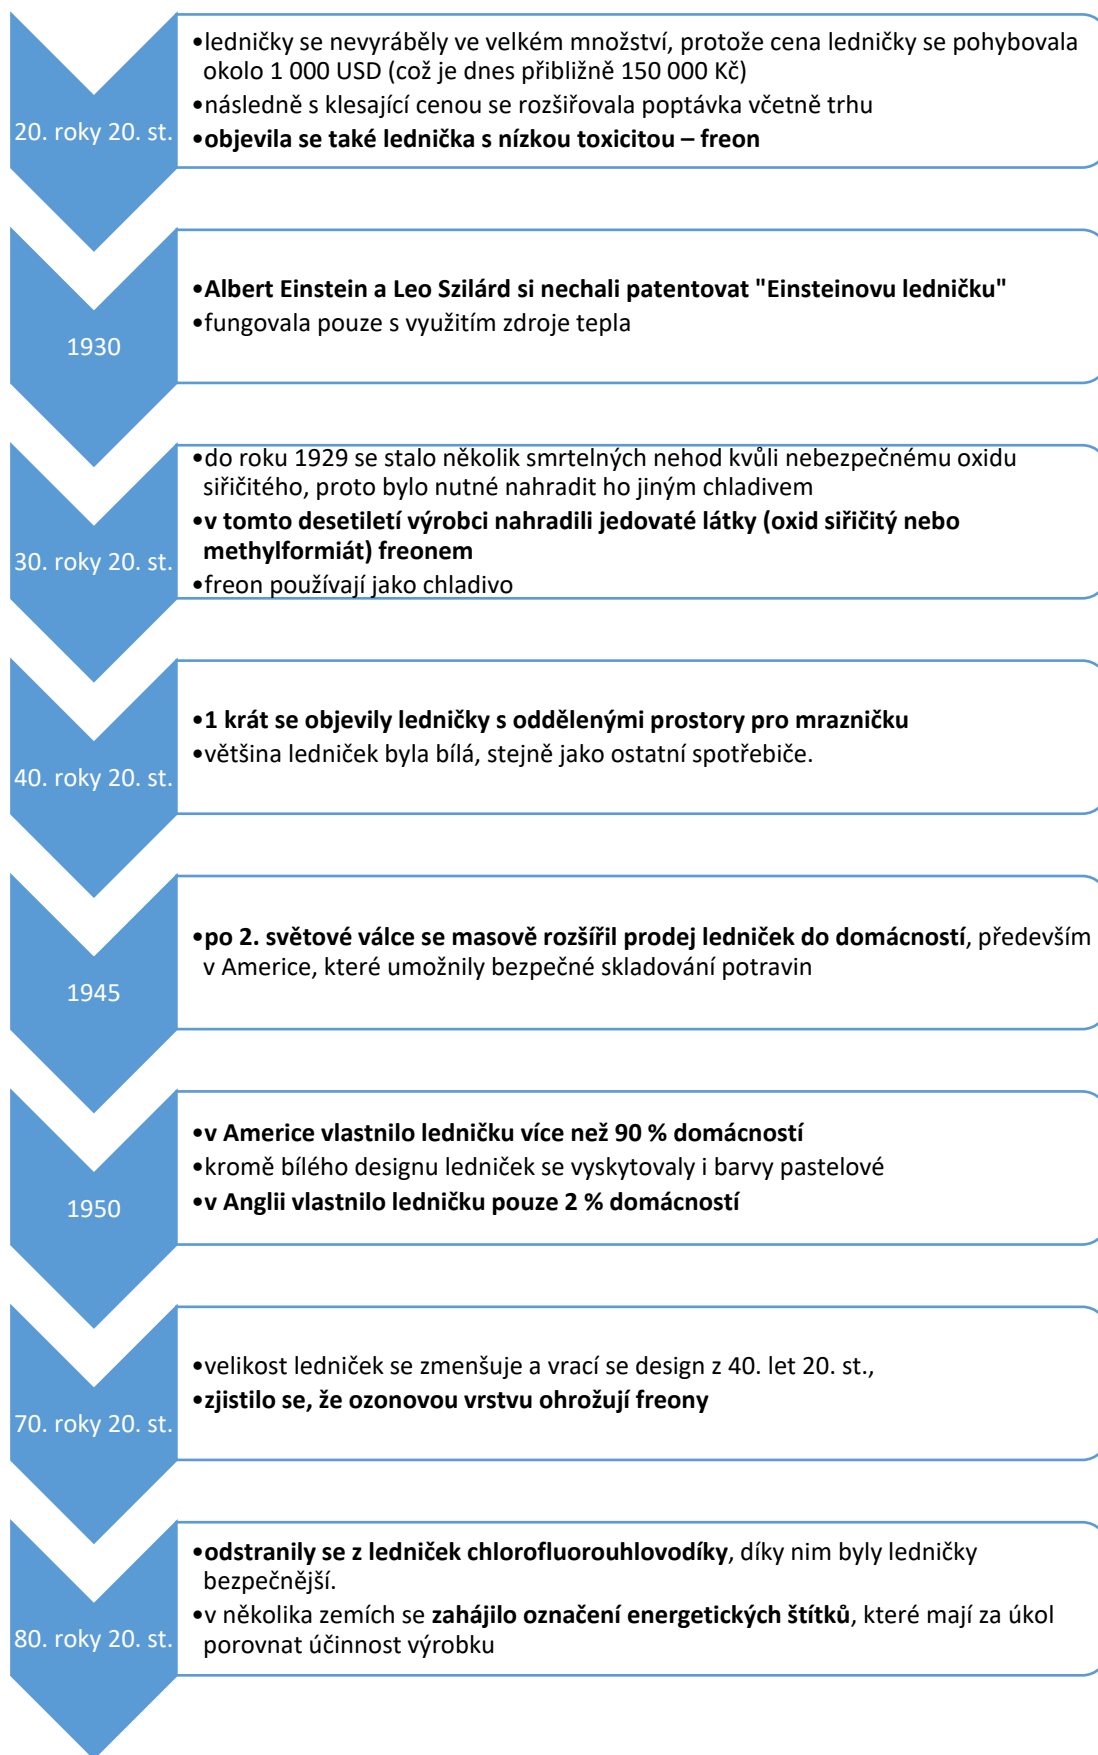 20. roky 20. st.
•ledničky se nevyráběly ve velkém množství, protože cena ledničky se pohybovala
okolo 1 000 USD (což je dnes přibližně 150 000 Kč)
•následně s klesající cenou se rozšiřovala poptávka včetně trhu
•objevila se také lednička s nízkou toxicitou – freon
1930
•Albert Einstein a Leo Szilárd si nechali patentovat "Einsteinovu ledničku"
•fungovala pouze s využitím zdroje tepla
30. roky 20. st.
•do roku 1929 se stalo několik smrtelných nehod kvůli nebezpečnému oxidu
siřičitého, proto bylo nutné nahradit ho jiným chladivem
•v tomto desetiletí výrobci nahradili jedovaté látky (oxid siřičitý nebo
methylformiát) freonem
•freon používají jako chladivo
40. roky 20. st.
•1 krát se objevily ledničky s oddělenými prostory pro mrazničku
•většina ledniček byla bílá, stejně jako ostatní spotřebiče.
1945
•po 2. světové válce se masově rozšířil prodej ledniček do domácností, především
v Americe, které umožnily bezpečné skladování potravin
1950
•v Americe vlastnilo ledničku více než 90 % domácností
•kromě bílého designu ledniček se vyskytovaly i barvy pastelové
•v Anglii vlastnilo ledničku pouze 2 % domácností
70. roky 20. st.
•velikost ledniček se zmenšuje a vrací se design z 40. let 20. st.,
•zjistilo se, že ozonovou vrstvu ohrožují freony
80. roky 20. st.
•odstranily se z ledniček chlorofluorouhlovodíky, díky nim byly ledničky
bezpečnější.
•v několika zemích se zahájilo označení energetických štítků, které mají za úkol
porovnat účinnost výrobku